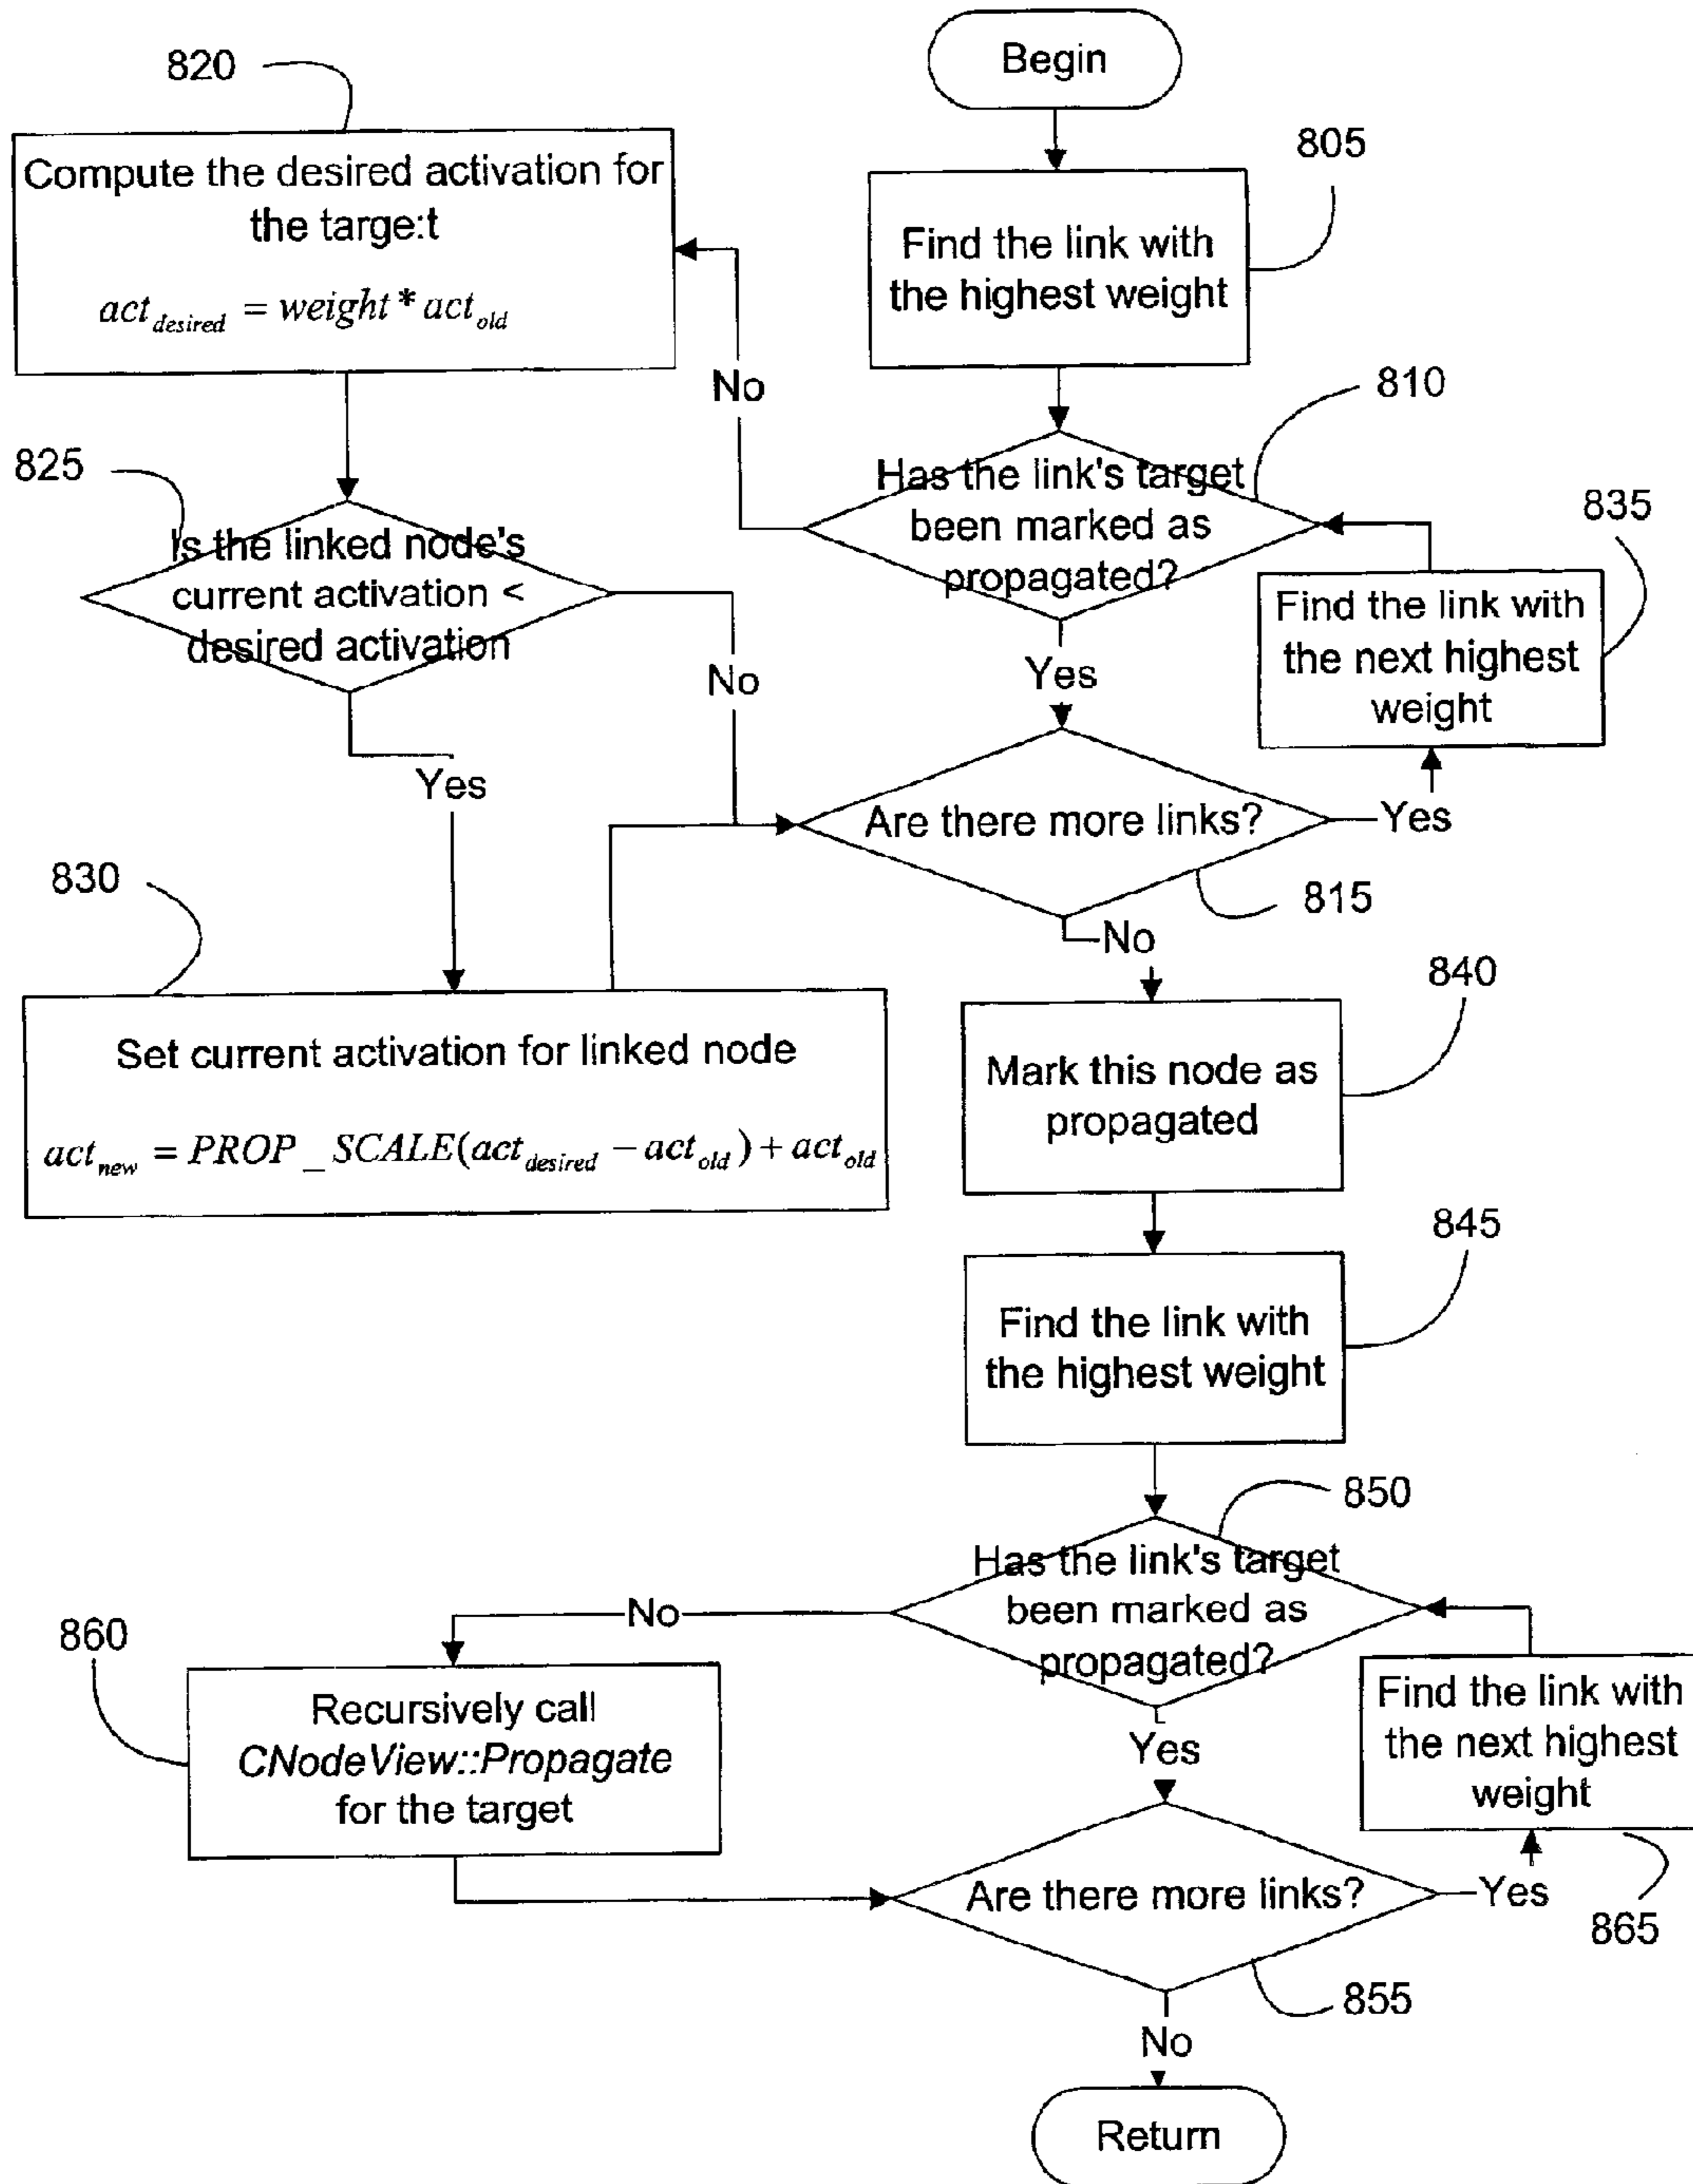 Begin
805
Find the link with
the highest weight
820
Compute the desired activation for
the targe:t
act_desired = weight * act_old
No
810
Has the link's target
been marked as
propagated?
835
Find the link with
the next highest
weight
825
Is the linked node's
current activation <
desired activation
No
Yes
Yes
Are there more links?
Yes
815
No
830
Set current activation for linked node
act_new = PROP_SCALE(act_desired − act_old) + act_old
840
Mark this node as
propagated
845
Find the link with
the highest weight
850
Has the link's target
been marked as
propagated?
No
860
Recursively call
CNodeView::Propagate
for the target
Yes
Find the link with
the next highest
weight
865
Are there more links?
Yes
855
No
Return